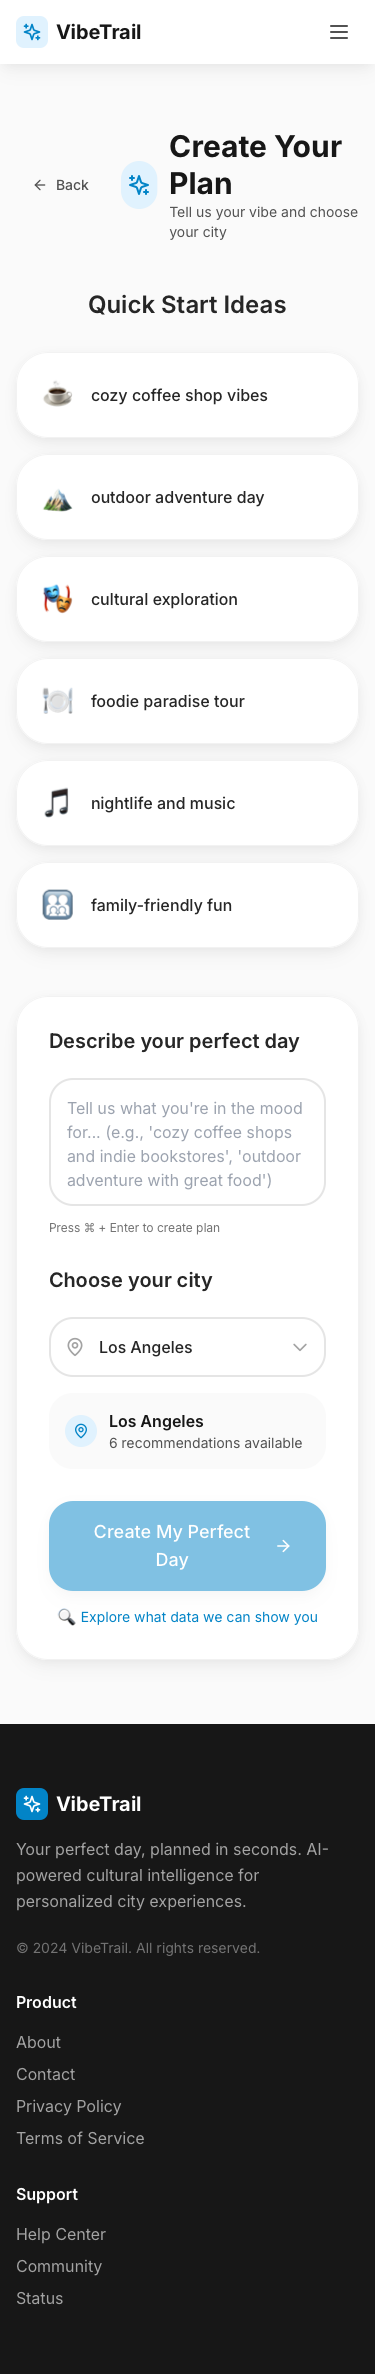 VibeTrail
Back
Create Your
Plan
Tell us your vibe and choose
your city
Quick Start Ideas
cozy coffee shop vibes
outdoor adventure day
cultural exploration
foodie paradise tour
nightlife and music
family-friendly fun
Describe your perfect day
Tell us what you're in the mood
for... (e.g., 'cozy coffee shops
and indie bookstores', 'outdoor
adventure with great food')
Press ⌘ + Enter to create plan
Choose your city
Los Angeles
Los Angeles
6 recommendations available
Create My Perfect
Day
Explore what data we can show you
VibeTrail
Your perfect day, planned in seconds. AI-
powered cultural intelligence for
personalized city experiences.
© 2024 VibeTrail. All rights reserved.
Product
About
Contact
Privacy Policy
Terms of Service
Support
Help Center
Community
Status